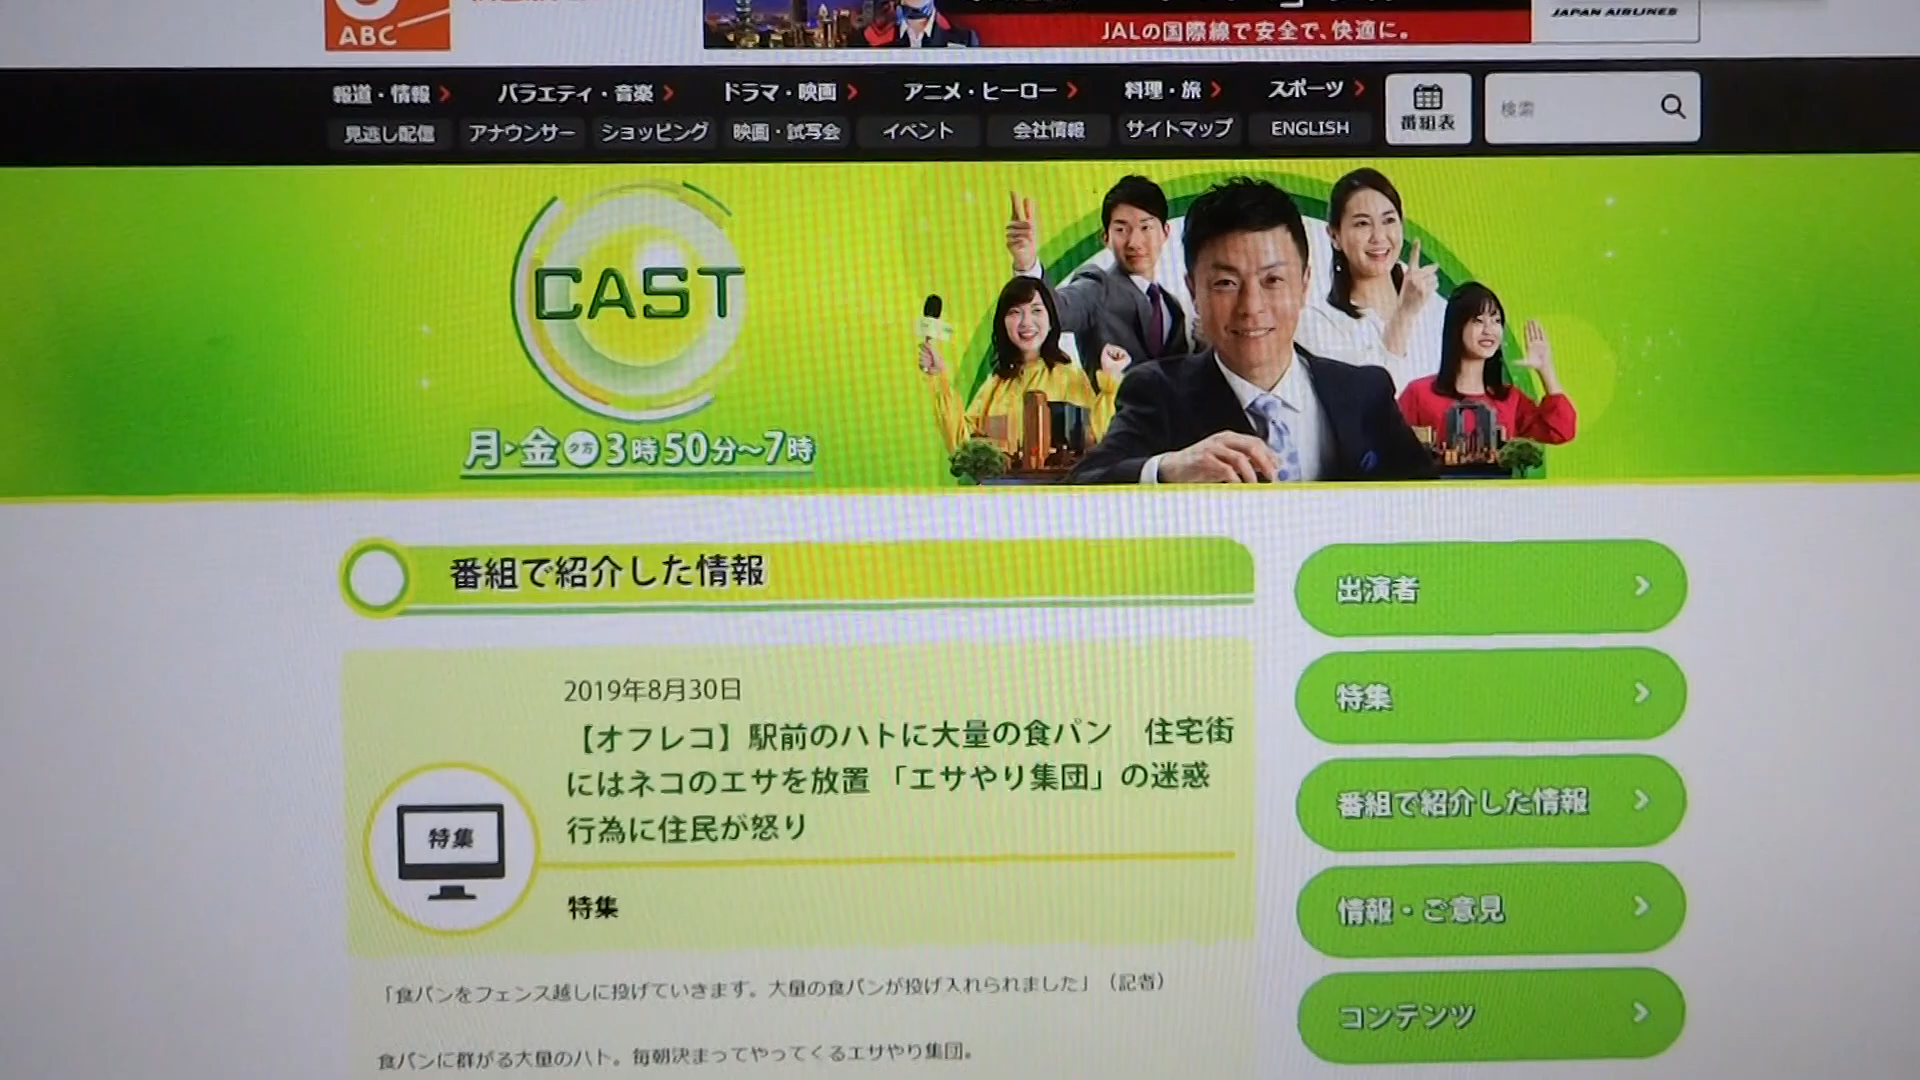 ABC
JALの国際線で安全で、快適に。
JAPAN AIRLINES
報道・情報
バラエティ・音楽
ドラマ・映画
アニメ・ヒーロー
料理・旅
スポーツ
番組表
検索
見逃し配信
アナウンサー
ショッピング
映画・試写会
イベント
会社情報
サイトマップ
ENGLISH
CAST
月▶金 夕方 3時50分～7時
番組で紹介した情報
2019年8月30日
【オフレコ】駅前のハトに大量の食パン 住宅街
にはネコのエサを放置 「エサやり集団」の迷惑
行為に住民が怒り
特集
特集
「食パンをフェンス越しに投げていきます。大量の食パンが投げ入れられました」（記者）
食パンに群がる大量のハト。毎朝決まってやってくるエサやり集団。
出演者
特集
番組で紹介した情報
情報・ご意見
コンテンツ